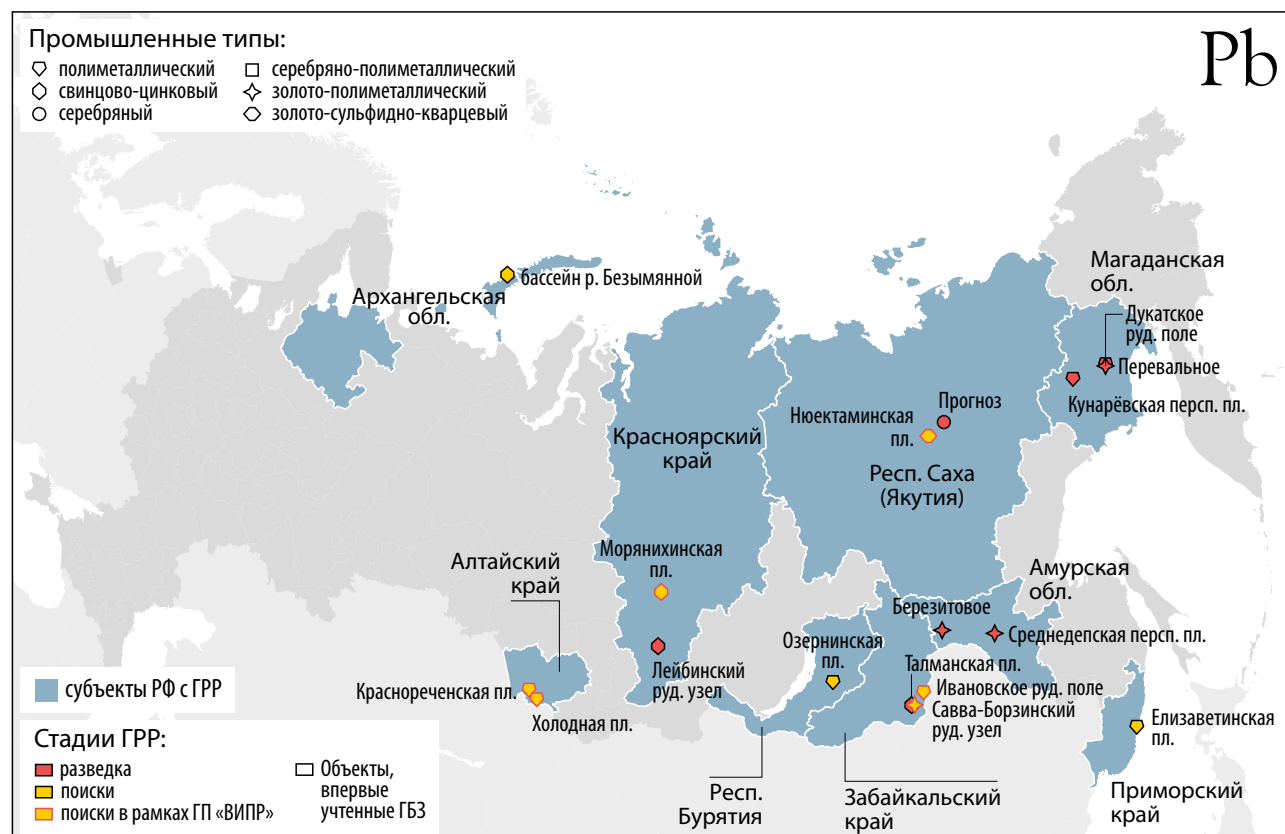 Промышленные типы:
полиметаллический
свинцово-цинковый
серебряный
серебряно-полиметаллический
золото-полиметаллический
золото-сульфидно-кварцевый
Pb
Архангельская
обл.
бассейн р. Безымянной
Магаданская
обл.
Дукатское
руд. поле
Перевальное
Кунарёвская персп. пл.
Прогноз
Нюектаминская
пл.
Респ. Саха
(Якутия)
Красноярский
край
Морянихинская
пл.
Алтайский
край
Амурская
обл.
Березитовое
Среднедепская персп. пл.
Озернинская
пл.
Талманская пл.
Ивановское руд. поле
Савва-Борзинский
руд. узел
Лейбинский
руд. узел
Краснореченская пл.
Холодная пл.
Елизаветинская
пл.
Приморский
край
Респ.
Бурятия
Забайкальский
край
субъекты РФ с ГРР
Стадии ГРР:
разведка
поиски
поиски в рамках ГП «ВИПР»
Объекты,
впервые
учтенные ГБЗ